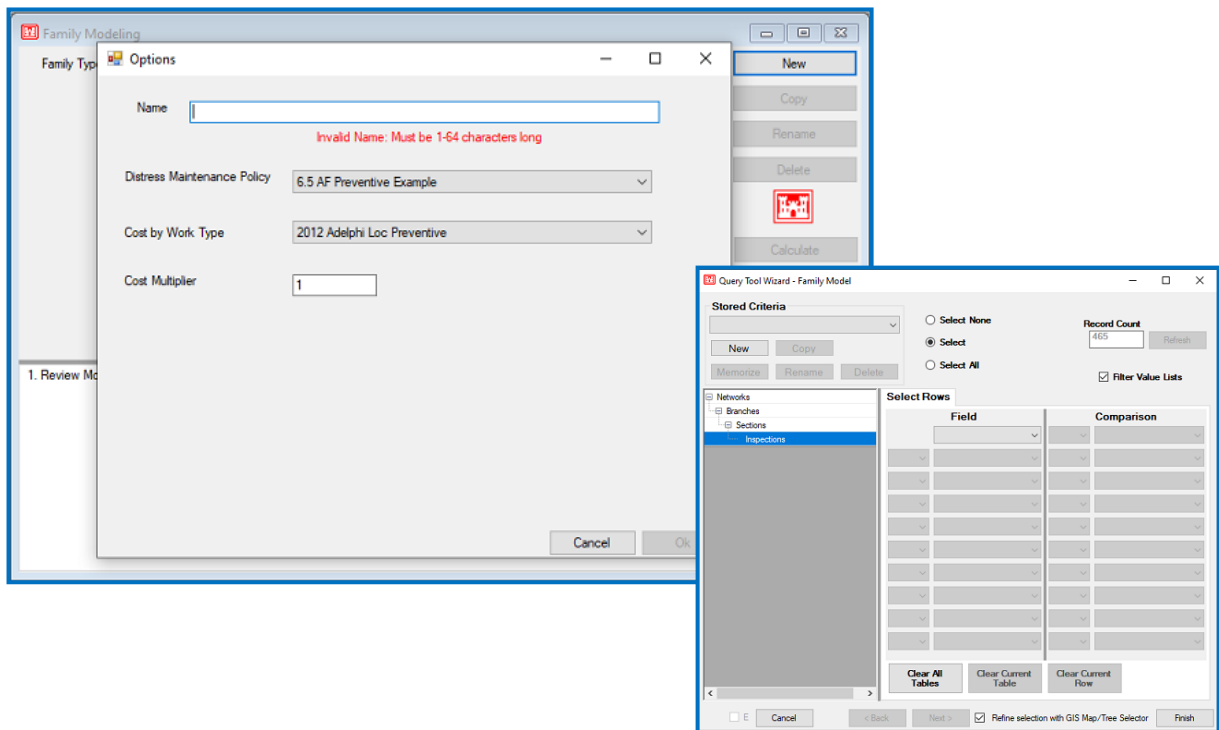 Family Modeling
Family Typ
Options
Name
Invalid Name: Must be 1-64 characters long
Distress Maintenance Policy
6.5 AF Preventive Example
Cost by Work Type
2012 Adelphi Loc Preventive
Cost Multiplier
1
Cancel
Ok
New
Copy
Rename
Delete
Calculate
1. Review Mo
Query Tool Wizard - Family Model
Stored Criteria
New
Copy
Memorize
Rename
Delete
Select None
Select
Select All
Record Count
465
Refresh
Filter Value Lists
Networks
Branches
Sections
Inspections
Select Rows
Field
Comparison
Clear All
Tables
Clear Current
Table
Clear Current
Row
E
Cancel
< Back
Next >
Refine selection with GIS Map/Tree Selector
Finish